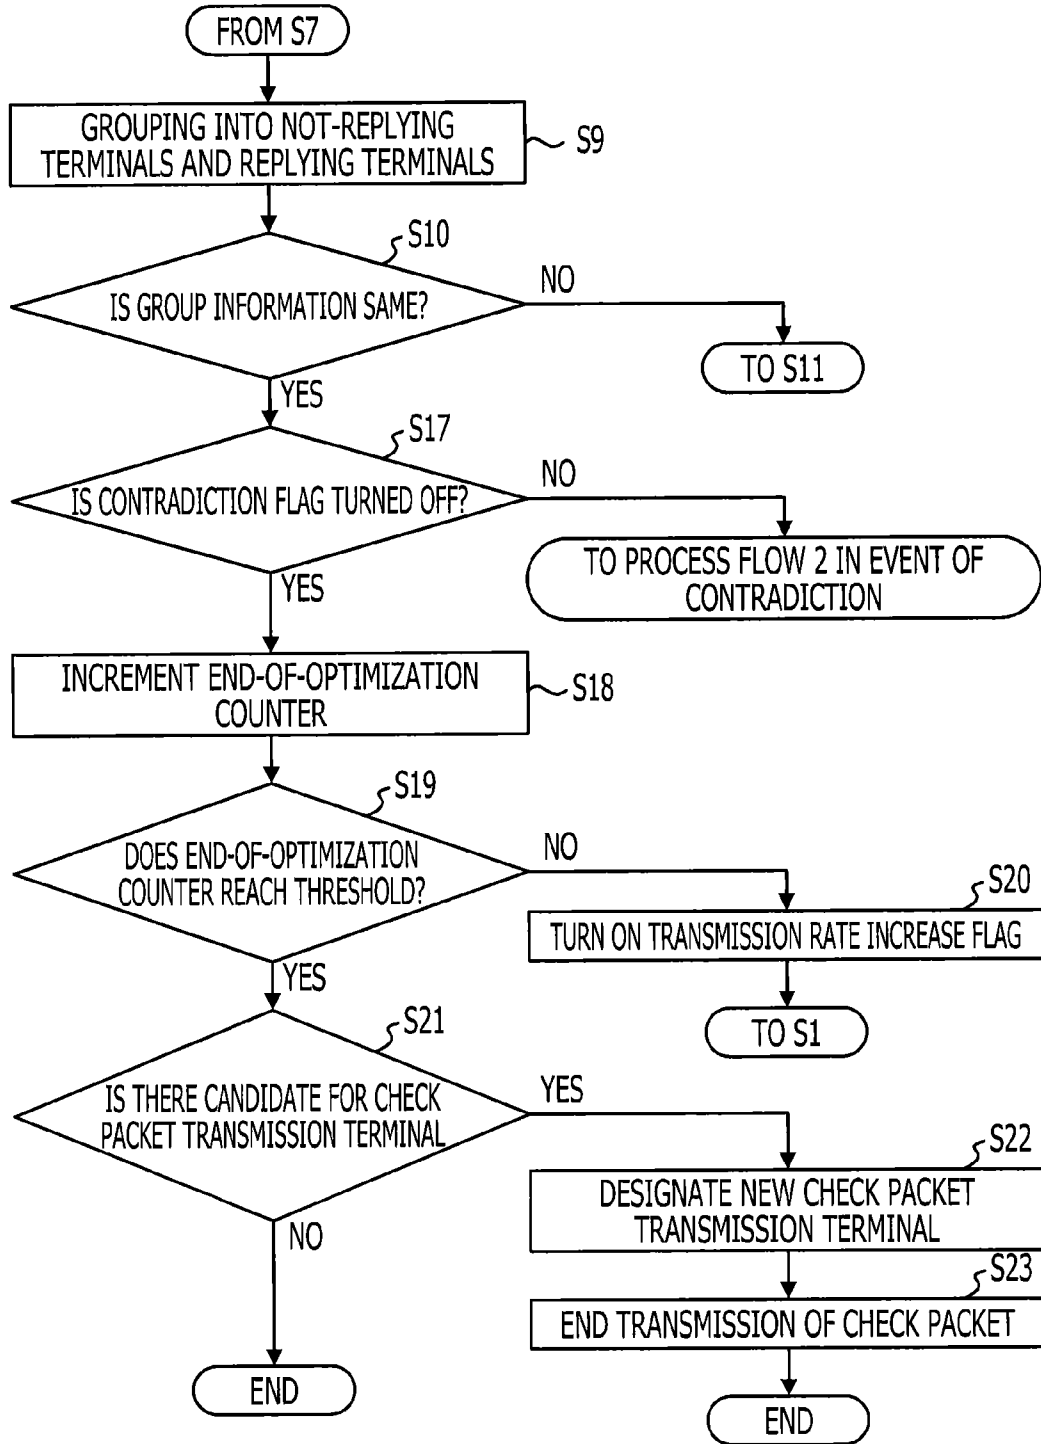 FROM S7
GROUPING INTO NOT-REPLYING
TERMINALS AND REPLYING TERMINALS
S9
S10
IS GROUP INFORMATION SAME?
NO
TO S11
YES
S17
IS CONTRADICTION FLAG TURNED OFF?
NO
TO PROCESS FLOW 2 IN EVENT OF
CONTRADICTION
YES
INCREMENT END-OF-OPTIMIZATION
COUNTER
S18
S19
DOES END-OF-OPTIMIZATION
COUNTER REACH THRESHOLD?
NO
S20
TURN ON TRANSMISSION RATE INCREASE FLAG
TO S1
YES
S21
IS THERE CANDIDATE FOR CHECK
PACKET TRANSMISSION TERMINAL
YES
S22
DESIGNATE NEW CHECK PACKET
TRANSMISSION TERMINAL
S23
END TRANSMISSION OF CHECK PACKET
NO
END
END